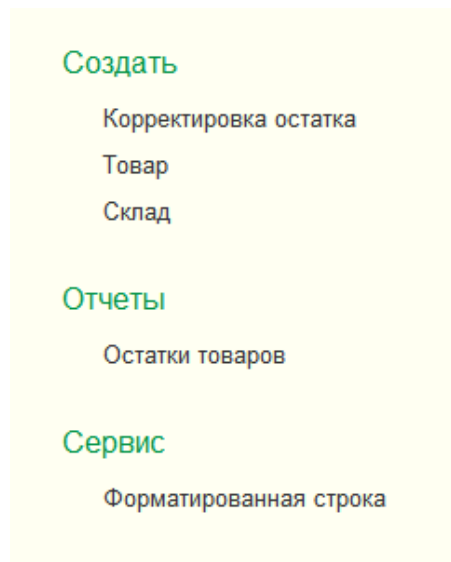 Создать
Корректировка остатка
Товар
Склад
Отчеты
Остатки товаров
Сервис
Форматированная строка